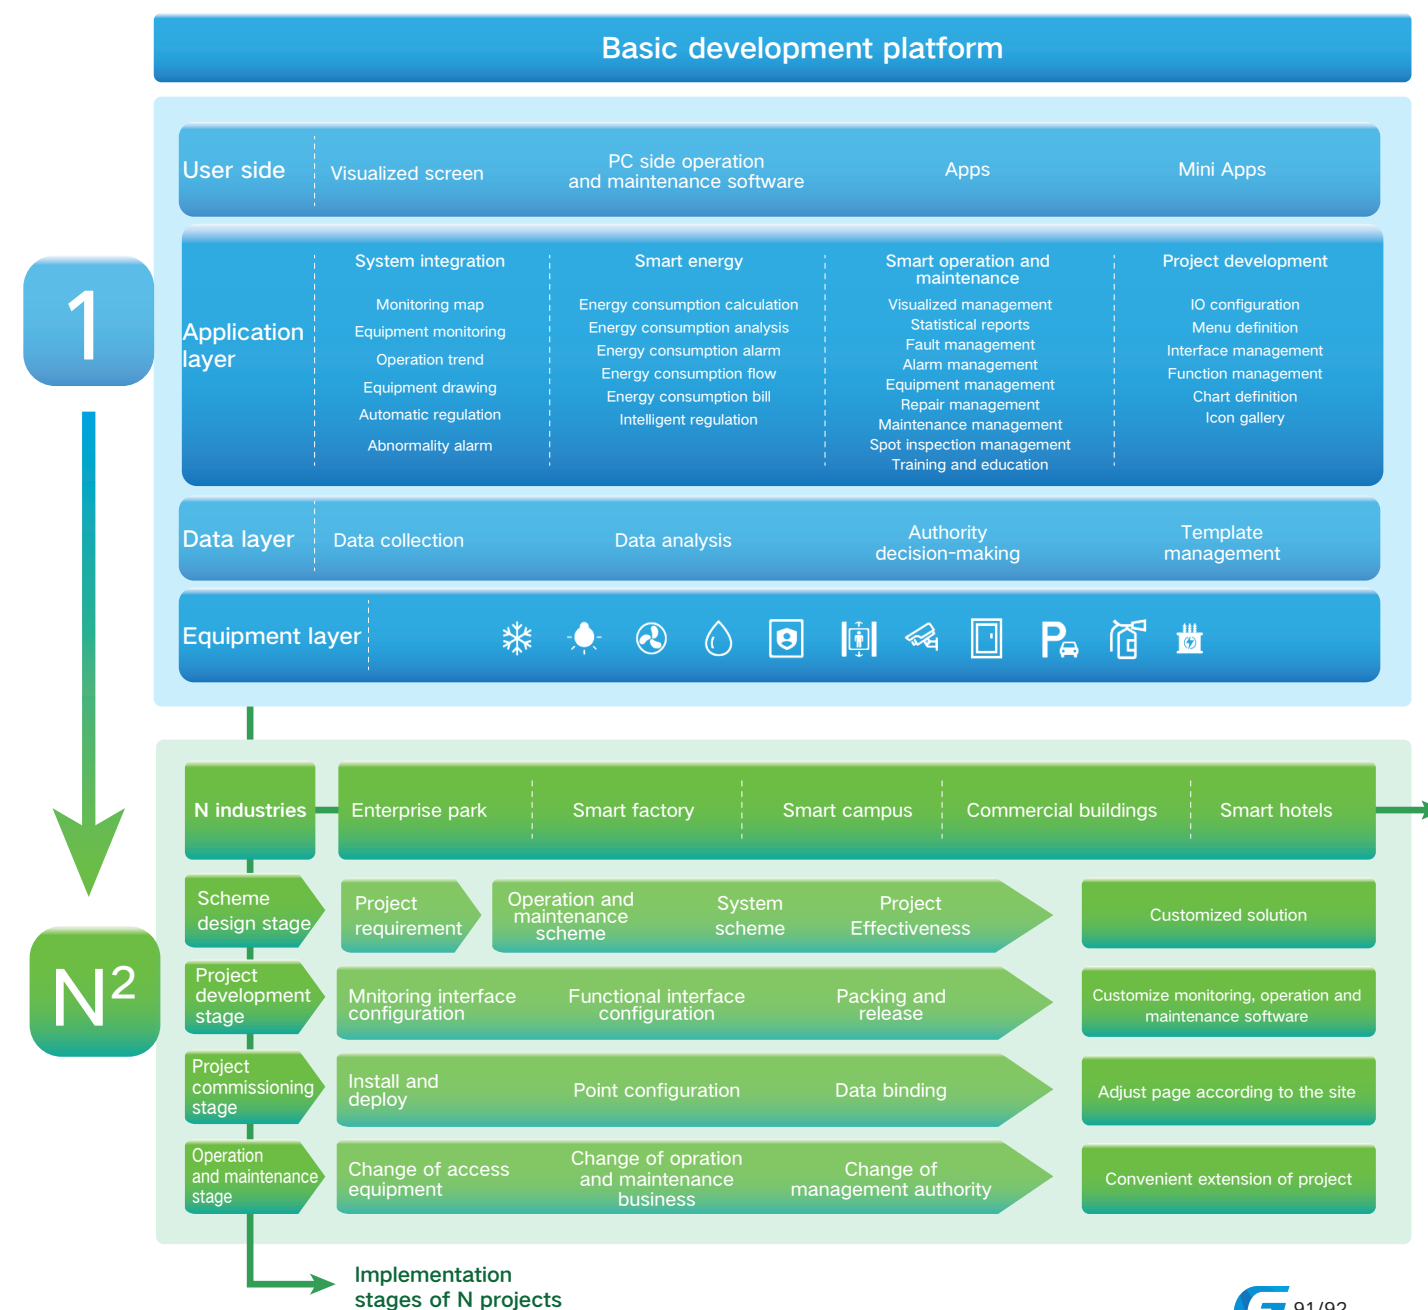 Basic development platform
User side
Visualized screen
PC side operation
and maintenance software
Apps
Mini Apps
1
Application
layer
System integration
Monitoring map
Equipment monitoring
Operation trend
Equipment drawing
Automatic regulation
Abnormality alarm
Smart energy
Energy consumption calculation
Energy consumption analysis
Energy consumption alarm
Energy consumption flow
Energy consumption bill
Intelligent regulation
Smart operation and
maintenance
Visualized management
Statistical reports
Fault management
Alarm management
Equipment management
Repair management
Maintenance management
Spot inspection management
Training and education
Project development
IO configuration
Menu definition
Interface management
Function management
Chart definition
Icon gallery
Data layer
Data collection
Data analysis
Authority
decision-making
Template
management
Equipment layer
P
N industries
Enterprise park
Smart factory
Smart campus
Commercial buildings
Smart hotels
N²
Scheme
design stage
Project
requirement
Operation and
maintenance
scheme
System
scheme
Project
Effectiveness
Customized solution
Project
development
stage
Mnitoring interface
configuration
Functional interface
configuration
Packing and
release
Customize monitoring, operation and
maintenance software
Project
commissioning
stage
Install and
deploy
Point configuration
Data binding
Adjust page according to the site
Operation
and maintenance
stage
Change of access
equipment
Change of opration
and maintenance
business
Change of
management authority
Convenient extension of project
Implementation
stages of N projects
91/92